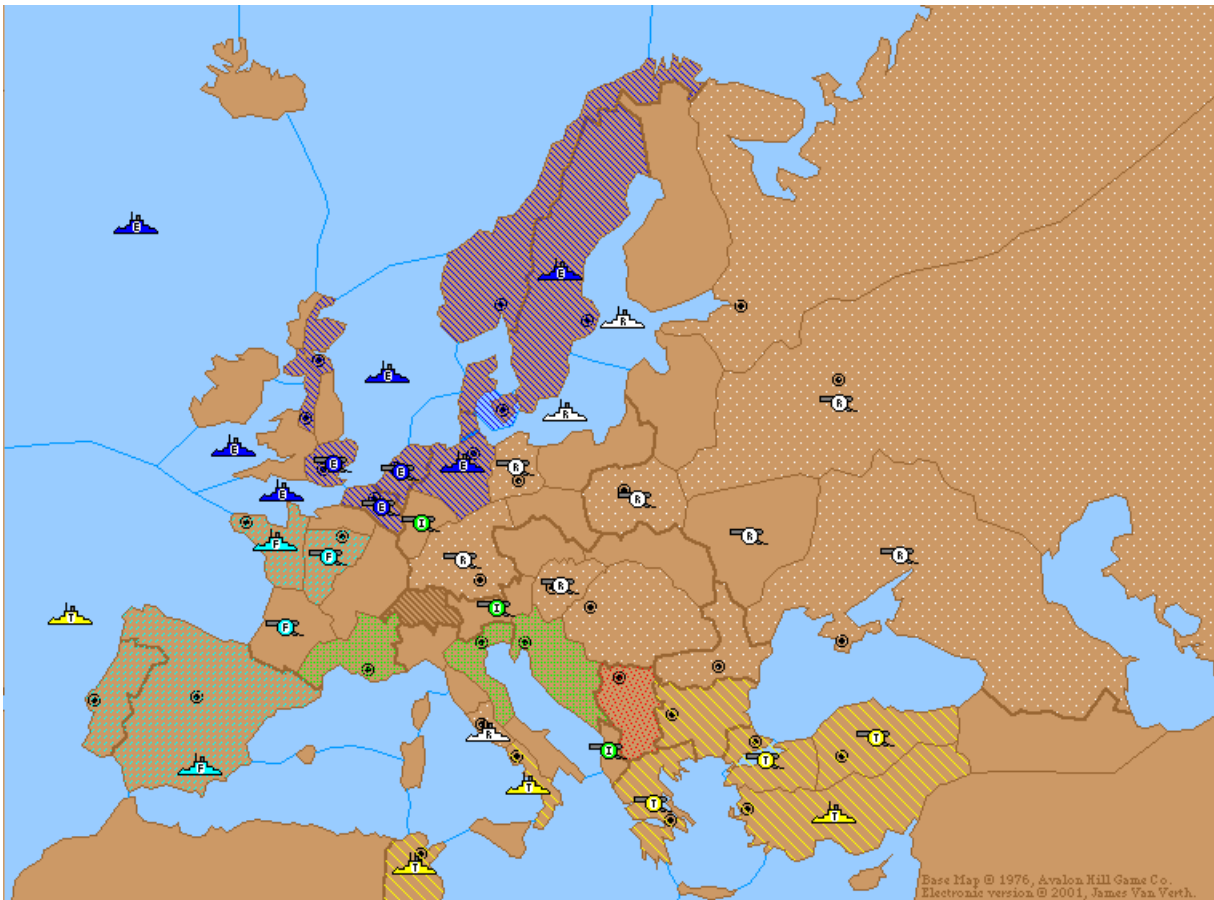 E
E
R
E
R
R
E
E
E
E
R
E
R
E
I
R
F
R
F
R
R
I
T
F
R
T
I
T
F
T
T
T
T
Base Map © 1976, Avalon Hill Game Co.
Electronic version © 2001, James Van Verth.